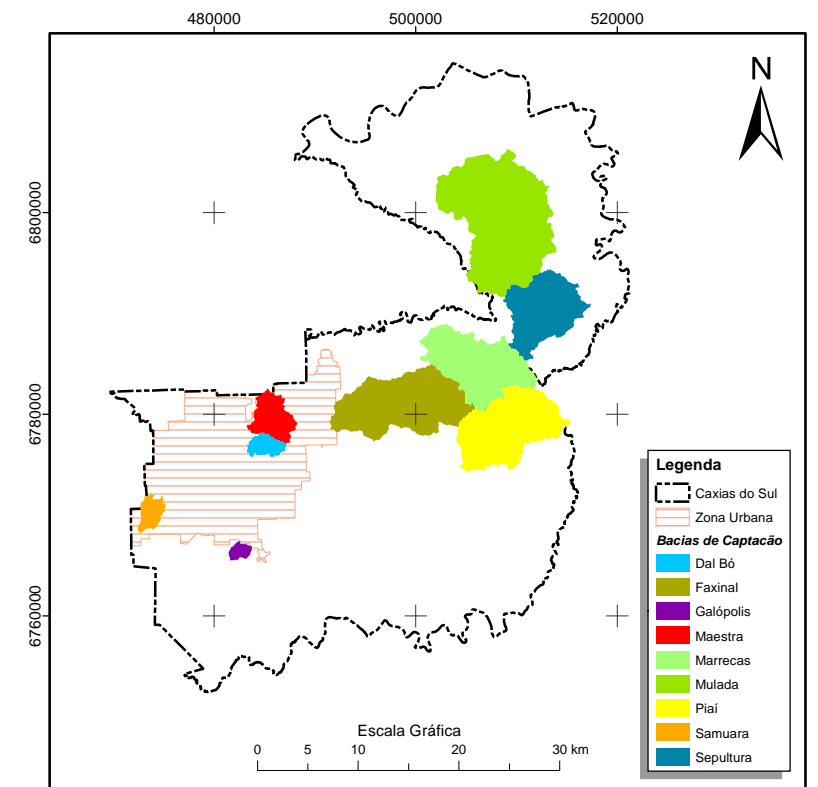 480000 500000 520000
N
6800000
6780000
6760000
Legenda
Caxias do Sul
Zona Urbana
Bacias de Captacão
Dal Bó
Faxinal
Galópolis
Maestra
Marrecas
Mulada
Piaí
Samuara
Sepultura
Escala Gráfica
0 5 10 20 30 km